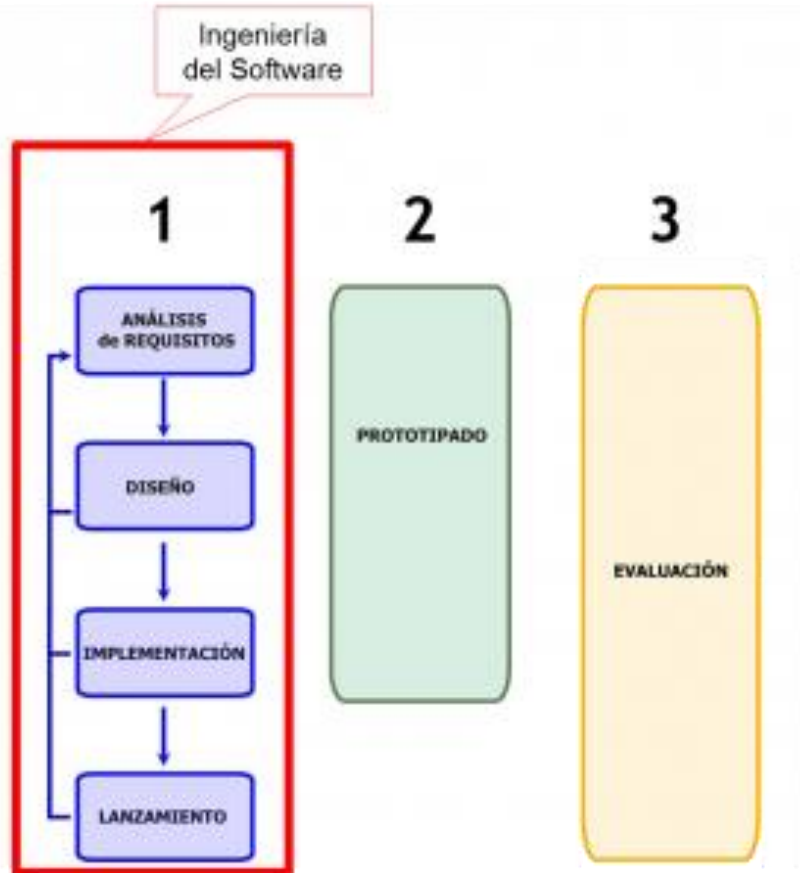 Ingeniería
del Software
1
2
3
ANÁLISIS
de REQUISITOS
DISEÑO
IMPLEMENTACIÓN
LANZAMIENTO
PROTOTIPADO
EVALUACIÓN